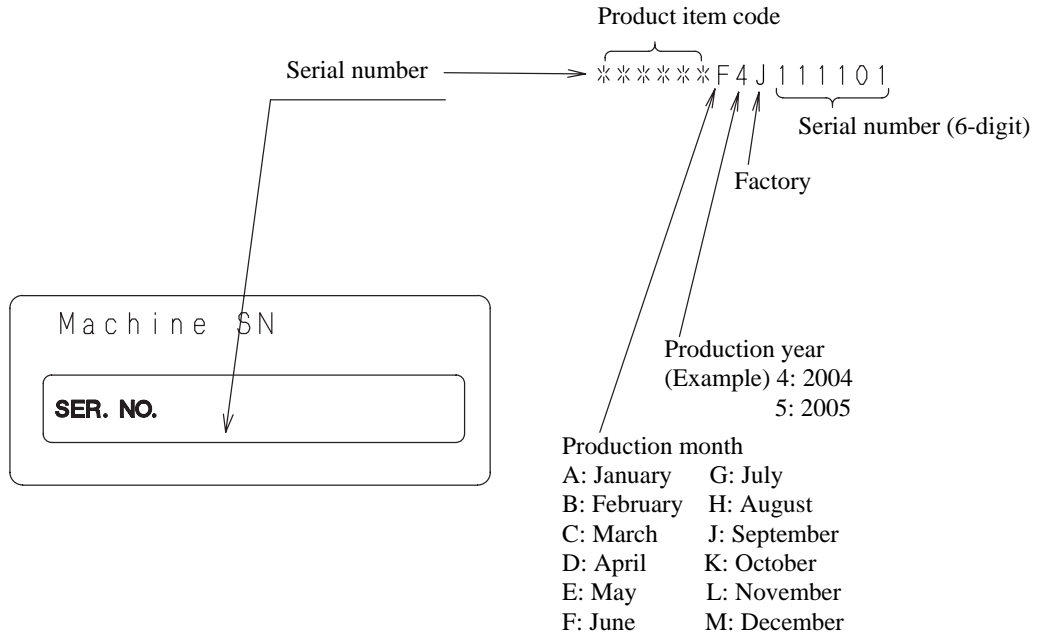 Product item code
Serial number
******F4J111101
Serial number (6-digit)
Factory
Machine SN
SER. NO.
Production year
(Example) 4: 2004
5: 2005
Production month
A: January G: July
B: February H: August
C: March J: September
D: April K: October
E: May L: November
F: June M: December